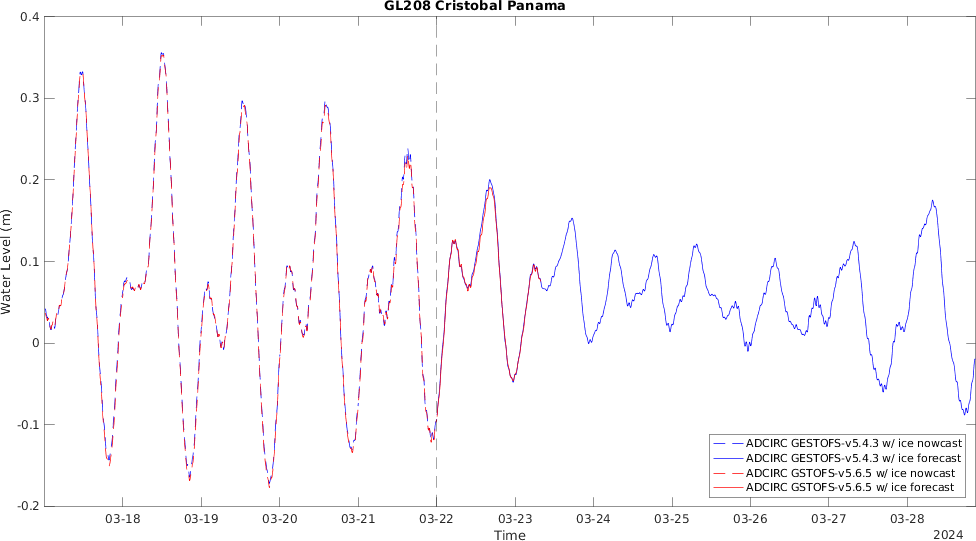 GL208 Cristobal Panama
0.4
0.3
0.2
0.1
0
-0.1
-0.2
Water Level (m)
03-18 03-19 03-20 03-21 03-22 03-23 03-24 03-25 03-26 03-27 03-28
Time
2024
ADCIRC GESTOFS-v5.4.3 w/ ice nowcast
ADCIRC GESTOFS-v5.4.3 w/ ice forecast
ADCIRC GSTOFS-v5.6.5 w/ ice nowcast
ADCIRC GSTOFS-v5.6.5 w/ ice forecast